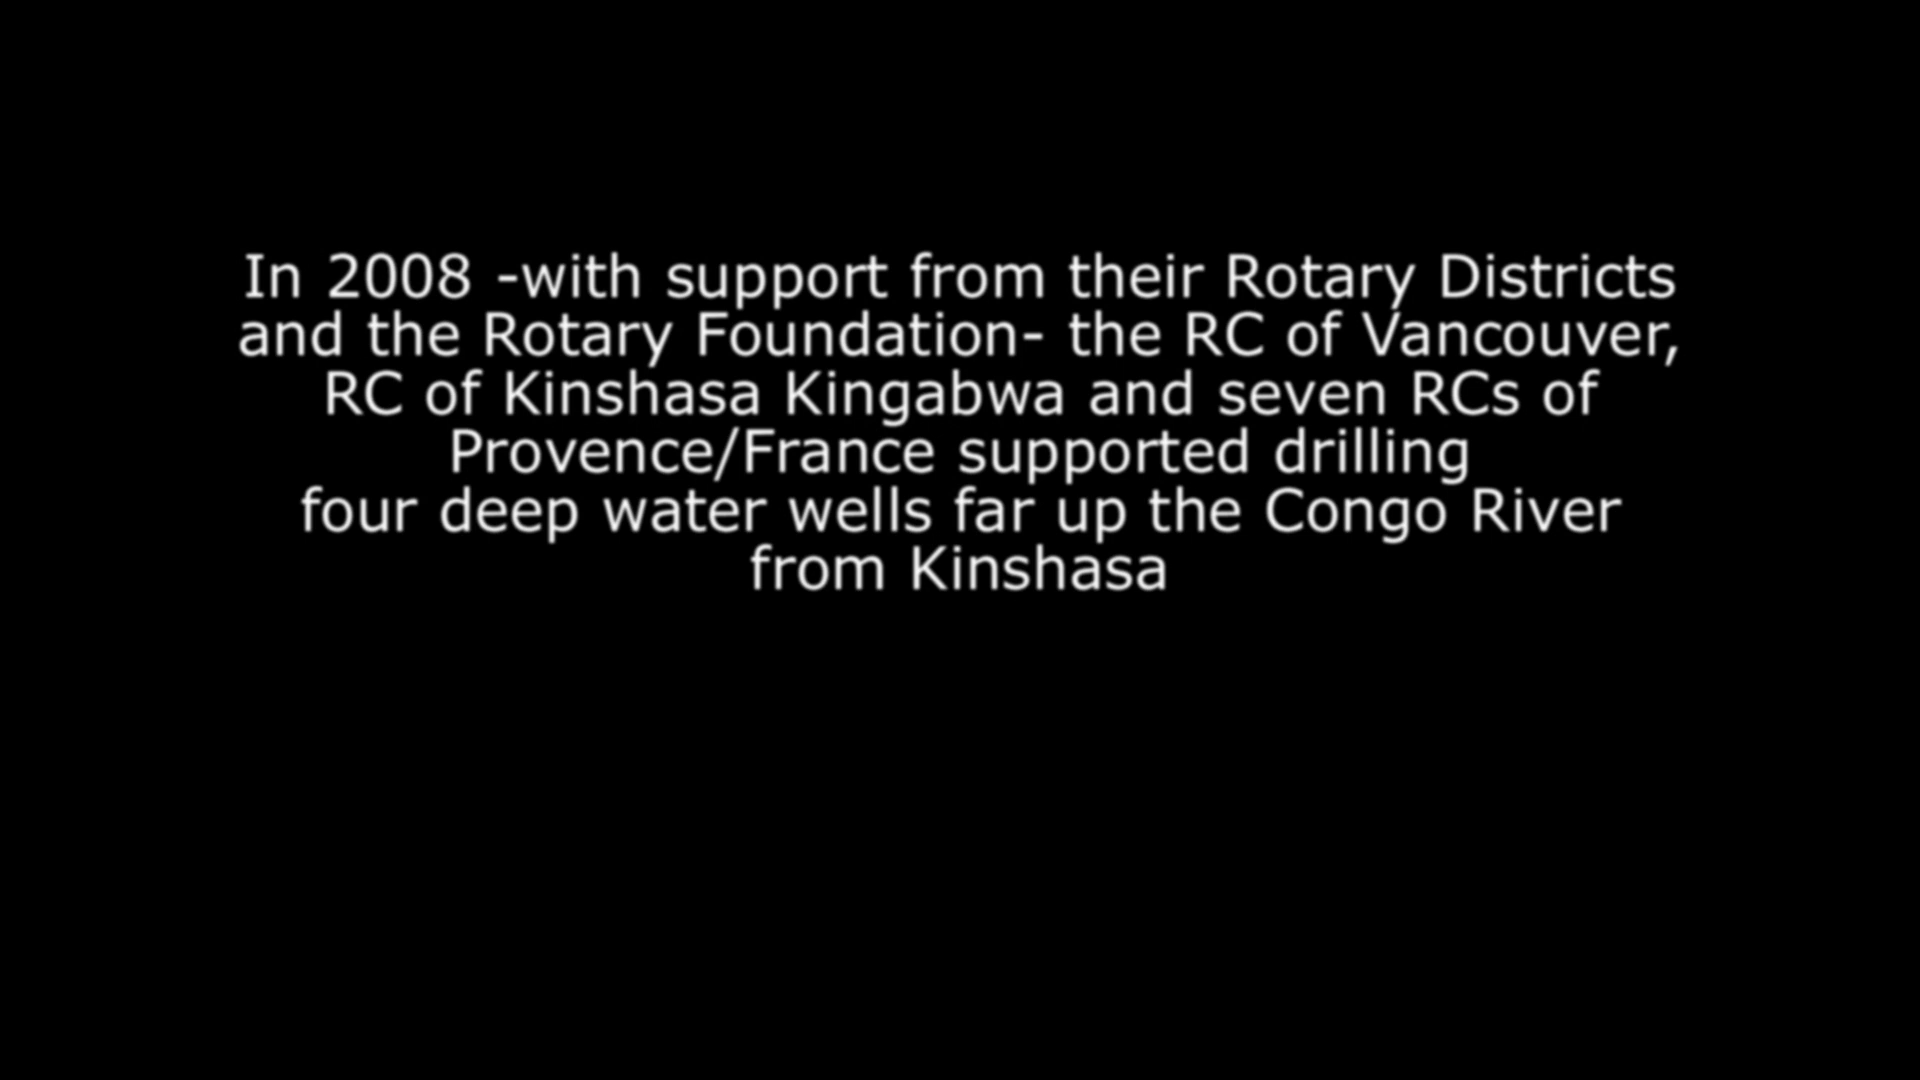 In 2008 -with support from their Rotary Districts
and the Rotary Foundation- the RC of Vancouver,
RC of Kinshasa Kingabwa and seven RCs of
Provence/France supported drilling
four deep water wells far up the Congo River
from Kinshasa